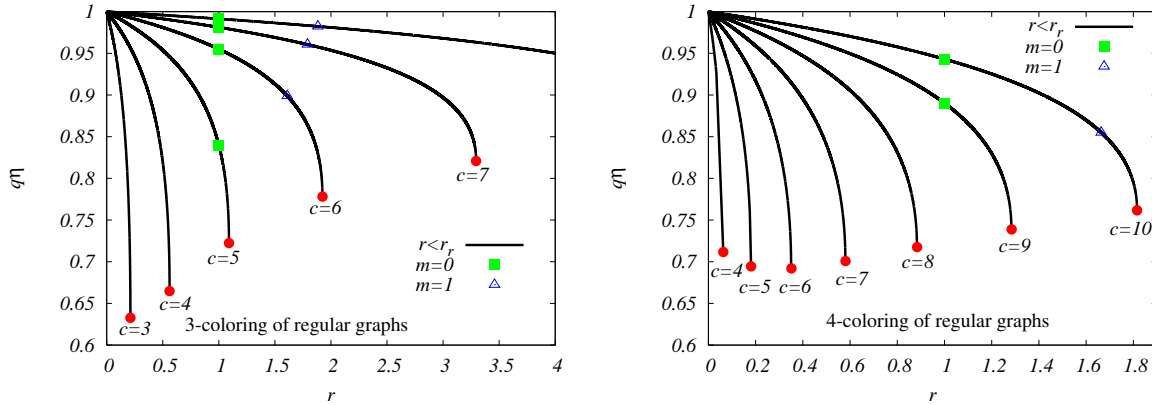 1
0.95
0.9
0.85
0.8
0.75
0.7
0.65
0.6
qη
0 0.5 1 1.5 2 2.5 3 3.5 4
r
c=3
c=4
c=5
c=6
c=7
r<r_r
m=0
m=1
3-coloring of regular graphs
1
0.95
0.9
0.85
0.8
0.75
0.7
0.65
0.6
qη
0 0.2 0.4 0.6 0.8 1 1.2 1.4 1.6 1.8
r
r<r_r
m=0
m=1
c=4
c=5
c=6
c=7
c=8
c=9
c=10
4-coloring of regular graphs